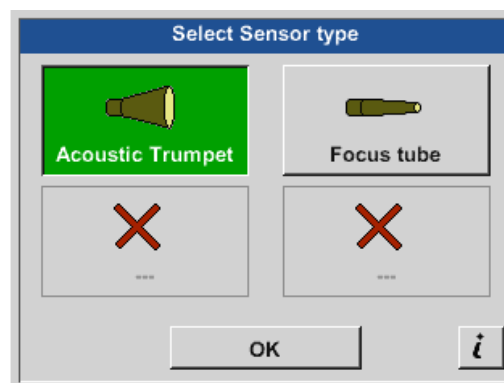 Select Sensor type
Acoustic Trumpet
Focus tube
---
---
OK
i